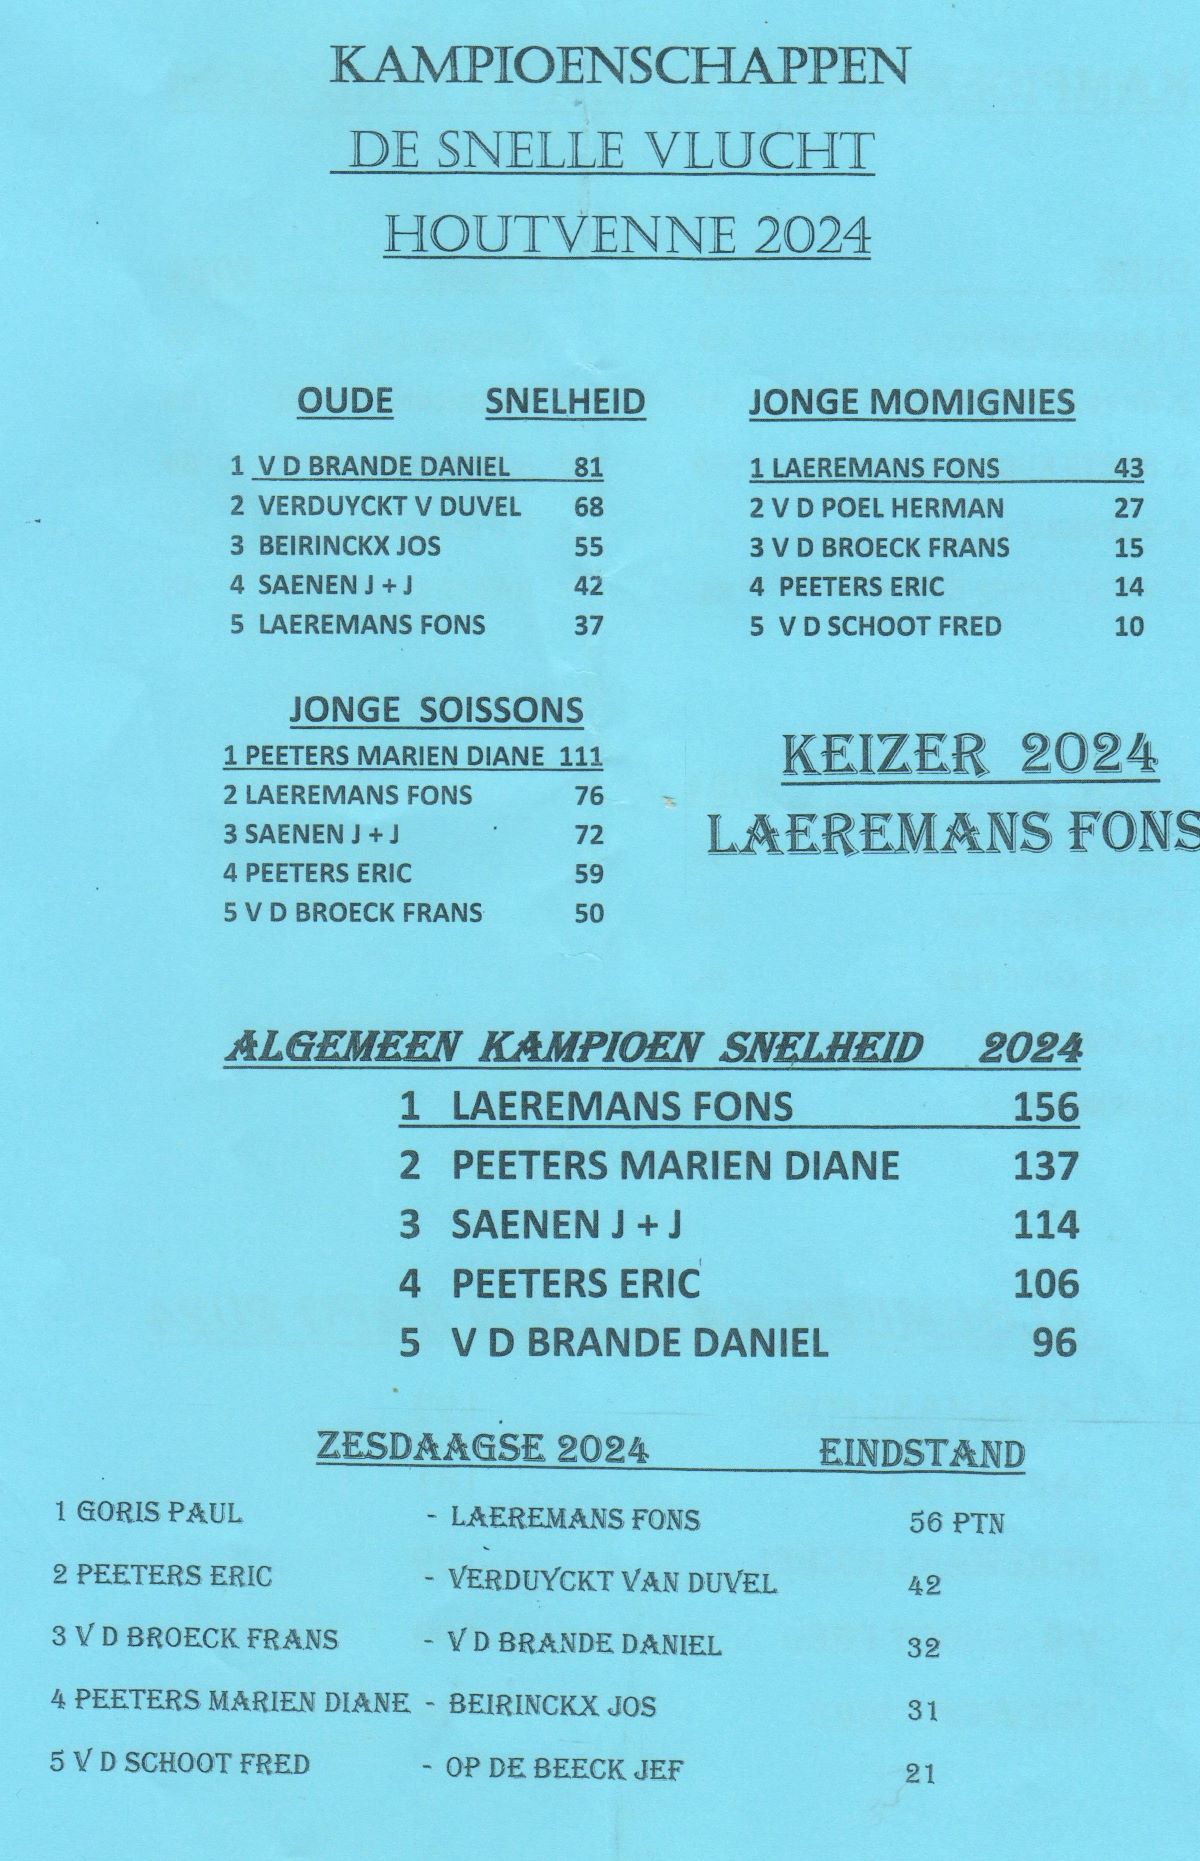 KAMPIOENSCHAPPEN
DE SNELLE VLUCHT
HOUTVENNE 2024
OUDE SNELHEID
1 V D BRANDE DANIEL 81
2 VERDUYCKT V DUVEL 68
3 BEIRINCKX JOS 55
4 SAENEN J + J 42
5 LAEREMANS FONS 37
JONGE MOMIGNIES
1 LAEREMANS FONS 43
2 V D POEL HERMAN 27
3 V D BROECK FRANS 15
4 PEETERS ERIC 14
5 V D SCHOOT FRED 10
JONGE SOISSONS
1 PEETERS MARIEN DIANE 111
2 LAEREMANS FONS 76
3 SAENEN J + J 72
4 PEETERS ERIC 59
5 V D BROECK FRANS 50
KEIZER 2024
LAEREMANS FONS
ALGEMEEN KAMPIOEN SNELHEID 2024
1 LAEREMANS FONS 156
2 PEETERS MARIEN DIANE 137
3 SAENEN J + J 114
4 PEETERS ERIC 106
5 V D BRANDE DANIEL 96
ZESDAAGSE 2024 EINDSTAND
1 GORIS PAUL - LAEREMANS FONS 56 PTN
2 PEETERS ERIC - VERDUYCKT VAN DUVEL 42
3 V D BROECK FRANS - V D BRANDE DANIEL 32
4 PEETERS MARIEN DIANE - BEIRINCKX JOS 31
5 V D SCHOOT FRED - OP DE BEECK JEF 21